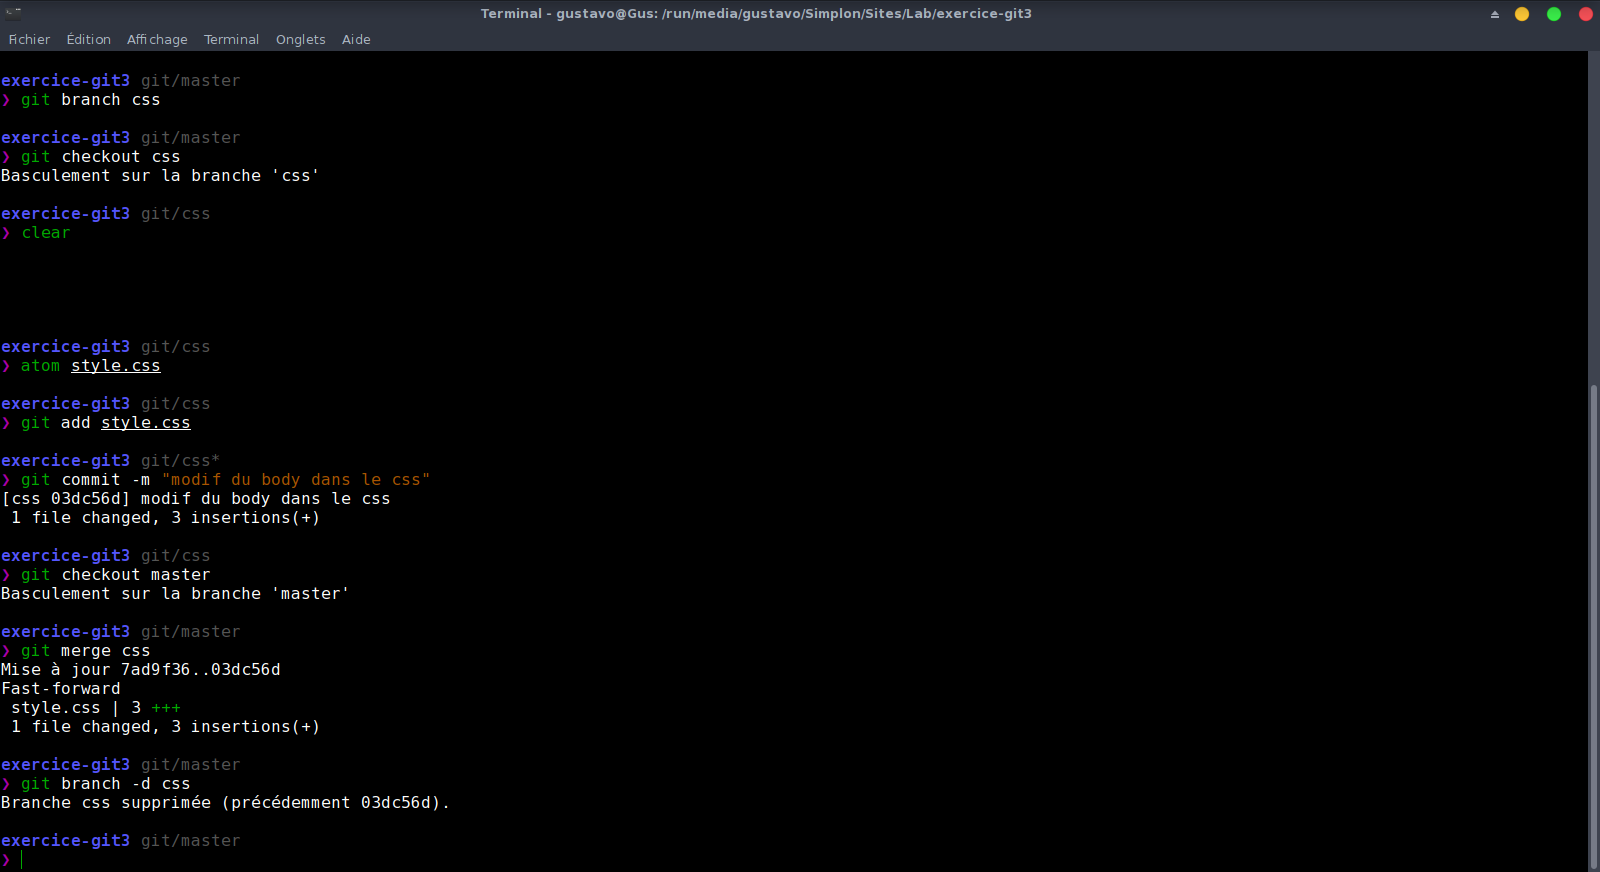 Terminal - gustavo@Gus: /run/media/gustavo/Simplon/Sites/Lab/exercice-git3
Fichier Édition Affichage Terminal Onglets Aide
exercice-git3 git/master
❯ git branch css
exercice-git3 git/master
❯ git checkout css
Basculement sur la branche 'css'
exercice-git3 git/css
❯ clear
exercice-git3 git/css
❯ atom style.css
exercice-git3 git/css
❯ git add style.css
exercice-git3 git/css*
❯ git commit -m "modif du body dans le css"
[css 03dc56d] modif du body dans le css
1 file changed, 3 insertions(+)
exercice-git3 git/css
❯ git checkout master
Basculement sur la branche 'master'
exercice-git3 git/master
❯ git merge css
Mise à jour 7ad9f36..03dc56d
Fast-forward
style.css | 3 +++
1 file changed, 3 insertions(+)
exercice-git3 git/master
❯ git branch -d css
Branche css supprimée (précédemment 03dc56d).
exercice-git3 git/master
❯